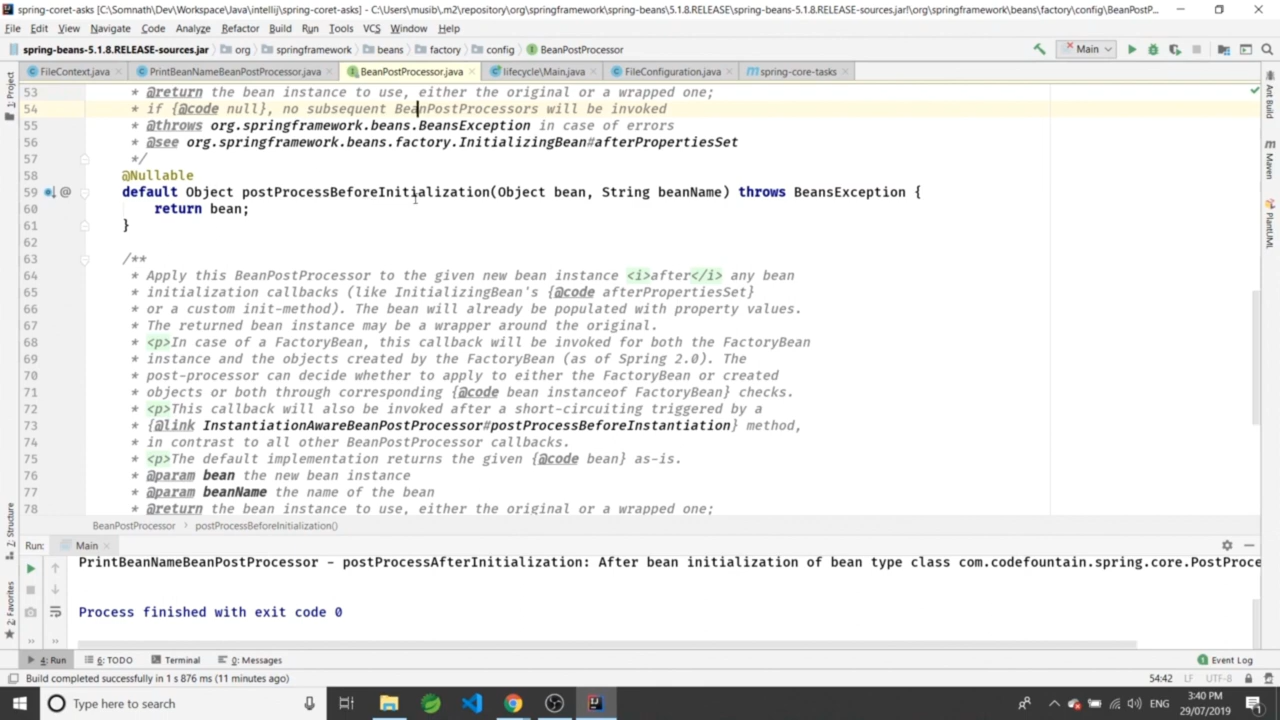 spring-coret-asks [C:\Somnath\Dev\Workspace\Java\intellij\spring-coret-asks] - C:\Users\musib\.m2\repository\org\springframework\spring-beans\5.1.8.RELEASE\spring-beans-5.1.8.RELEASE-sources.jar!\org\springframework\beans\factory\config\BeanPostP...
File Edit View Navigate Code Analyze Refactor Build Run Tools VCS Window Help
spring-beans-5.1.8.RELEASE-sources.jar org springframework beans factory config BeanPostProcessor Main
FileContext.java PrintBeanNameBeanPostProcessor.java BeanPostProcessor.java lifecycle\Main.java FileConfiguration.java spring-core-tasks
1: Project
Ant Build
Maven
PlantUML
53 * @return the bean instance to use, either the original or a wrapped one;
54 * if {@code null}, no subsequent BeanPostProcessors will be invoked
55 * @throws org.springframework.beans.BeansException in case of errors
56 * @see org.springframework.beans.factory.InitializingBean#afterPropertiesSet
57 */
58 @Nullable
59 @ default Object postProcessBeforeInitialization(Object bean, String beanName) throws BeansException {
60 return bean;
61 }
62
63 /**
64 * Apply this BeanPostProcessor to the given new bean instance <i>after</i> any bean
65 * initialization callbacks (like InitializingBean's {@code afterPropertiesSet}
66 * or a custom init-method). The bean will already be populated with property values.
67 * The returned bean instance may be a wrapper around the original.
68 * <p>In case of a FactoryBean, this callback will be invoked for both the FactoryBean
69 * instance and the objects created by the FactoryBean (as of Spring 2.0). The
70 * post-processor can decide whether to apply to either the FactoryBean or created
71 * objects or both through corresponding {@code bean instanceof FactoryBean} checks.
72 * <p>This callback will also be invoked after a short-circuiting triggered by a
73 * {@link InstantiationAwareBeanPostProcessor#postProcessBeforeInstantiation} method,
74 * in contrast to all other BeanPostProcessor callbacks.
75 * <p>The default implementation returns the given {@code bean} as-is.
76 * @param bean the new bean instance
77 * @param beanName the name of the bean
78 * @return the bean instance to use, either the original or a wrapped one;
BeanPostProcessor postProcessBeforeInitialization()
7: Structure
2: Favorites
Run: Main
PrintBeanNameBeanPostProcessor - postProcessAfterInitialization: After bean initialization of bean type class com.codefountain.spring.core.PostProce
Process finished with exit code 0
4: Run 6: TODO Terminal 0: Messages Event Log
Build completed successfully in 1 s 876 ms (11 minutes ago) 54:42 LF UTF-8
Type here to search ENG 3:40 PM 29/07/2019 1